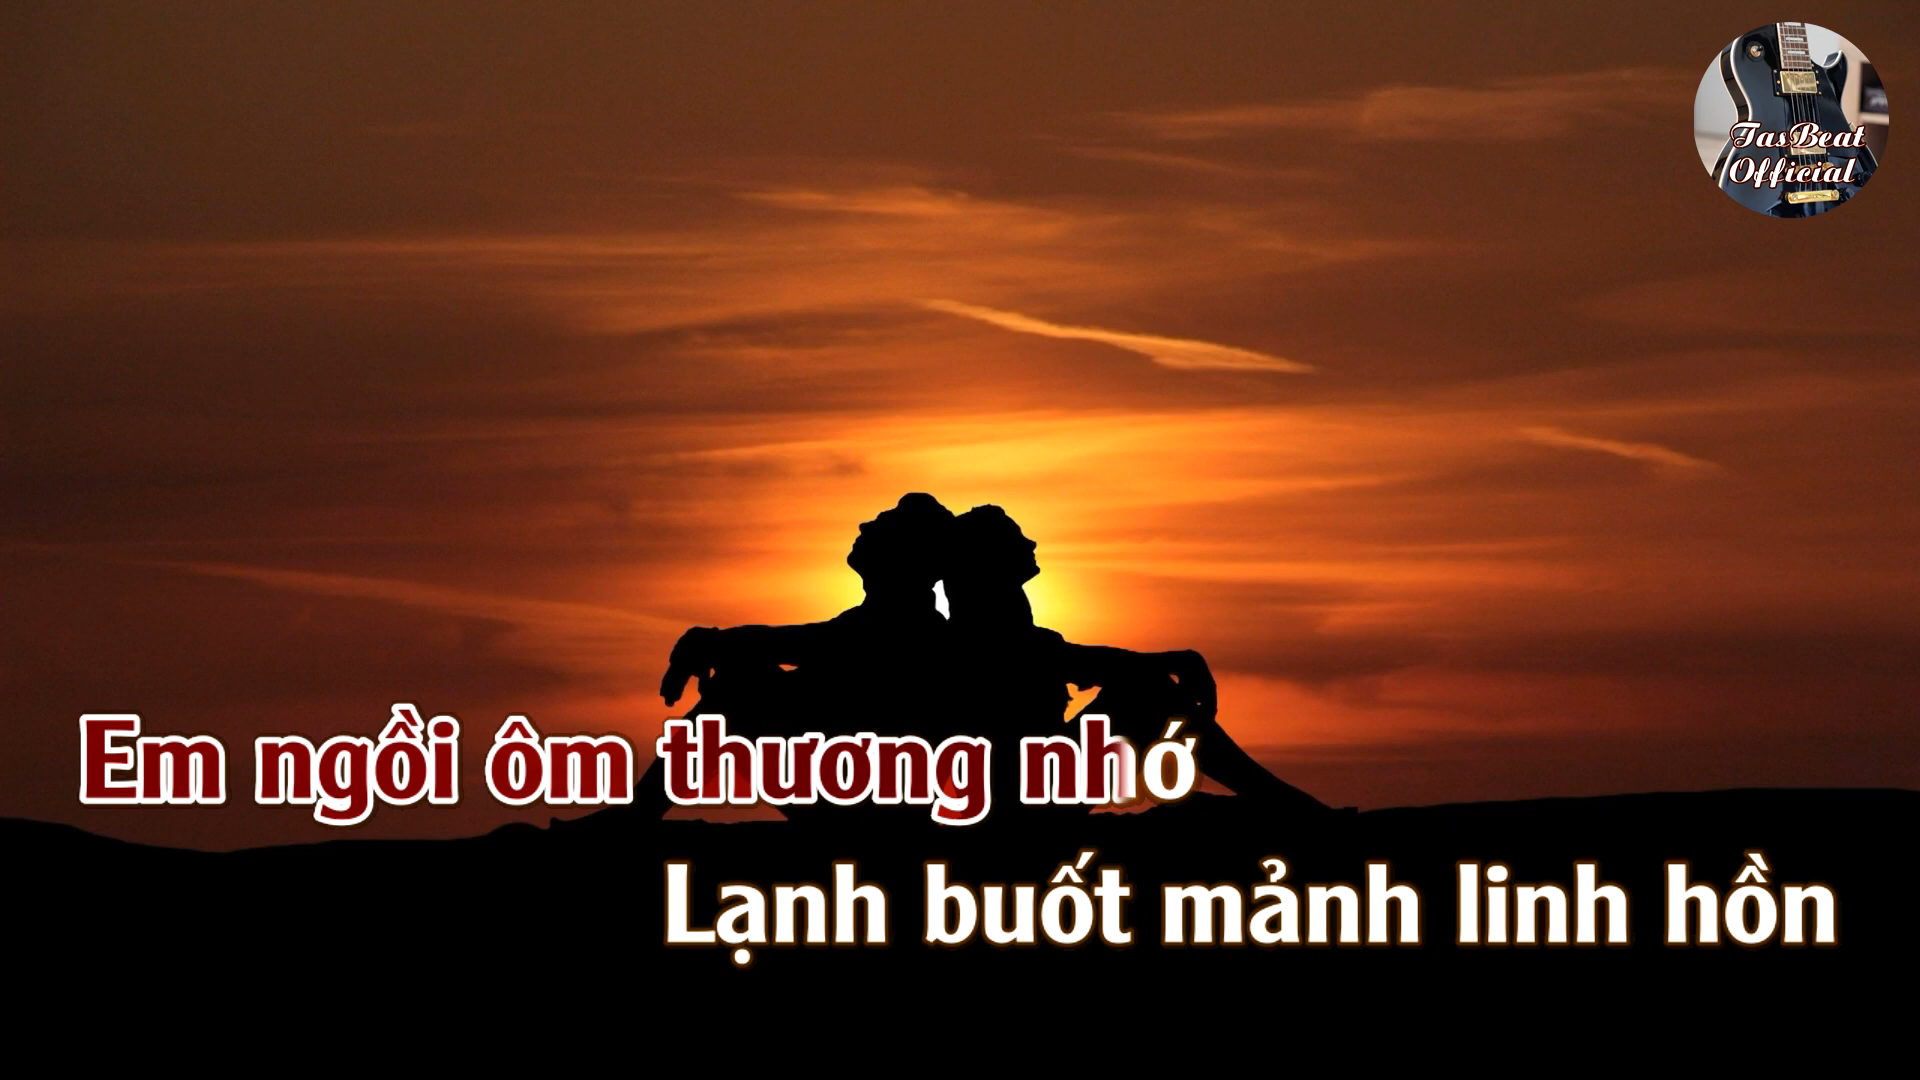 TasBeat
Official
Em ngồi ôm thương nhớ
Lạnh buốt mảnh linh hồn